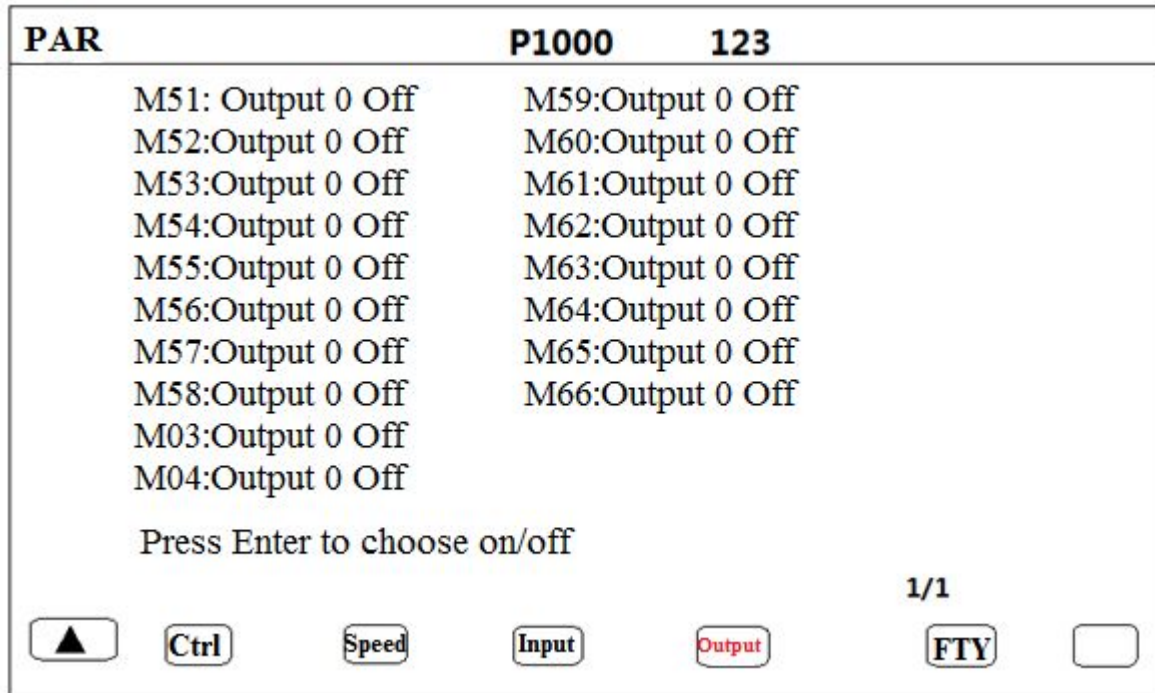 PAR P1000 123
M51: Output 0 Off M59:Output 0 Off
M52:Output 0 Off M60:Output 0 Off
M53:Output 0 Off M61:Output 0 Off
M54:Output 0 Off M62:Output 0 Off
M55:Output 0 Off M63:Output 0 Off
M56:Output 0 Off M64:Output 0 Off
M57:Output 0 Off M65:Output 0 Off
M58:Output 0 Off M66:Output 0 Off
M03:Output 0 Off
M04:Output 0 Off
Press Enter to choose on/off
1/1
▲ Ctrl Speed Input Output FTY